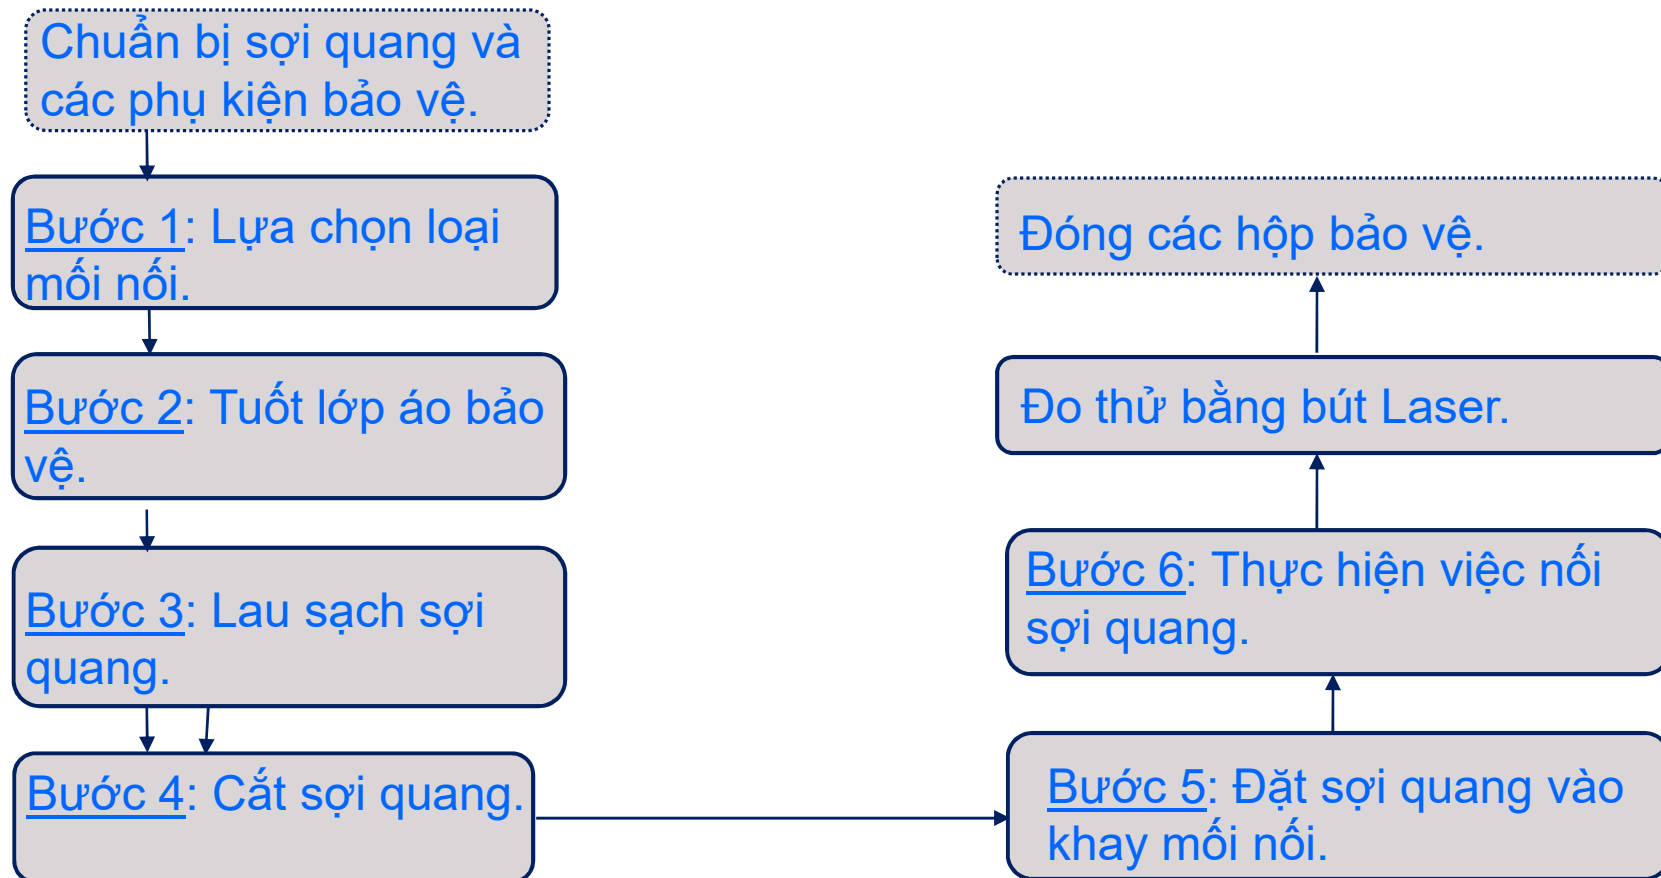 Chuẩn bị sợi quang và
các phụ kiện bảo vệ.
Bước 1: Lựa chọn loại
mối nối.
Bước 2: Tuốt lớp áo bảo
vệ.
Bước 3: Lau sạch sợi
quang.
Bước 4: Cắt sợi quang.
Bước 5: Đặt sợi quang vào
khay mối nối.
Bước 6: Thực hiện việc nối
sợi quang.
Đo thử bằng bút Laser.
Đóng các hộp bảo vệ.